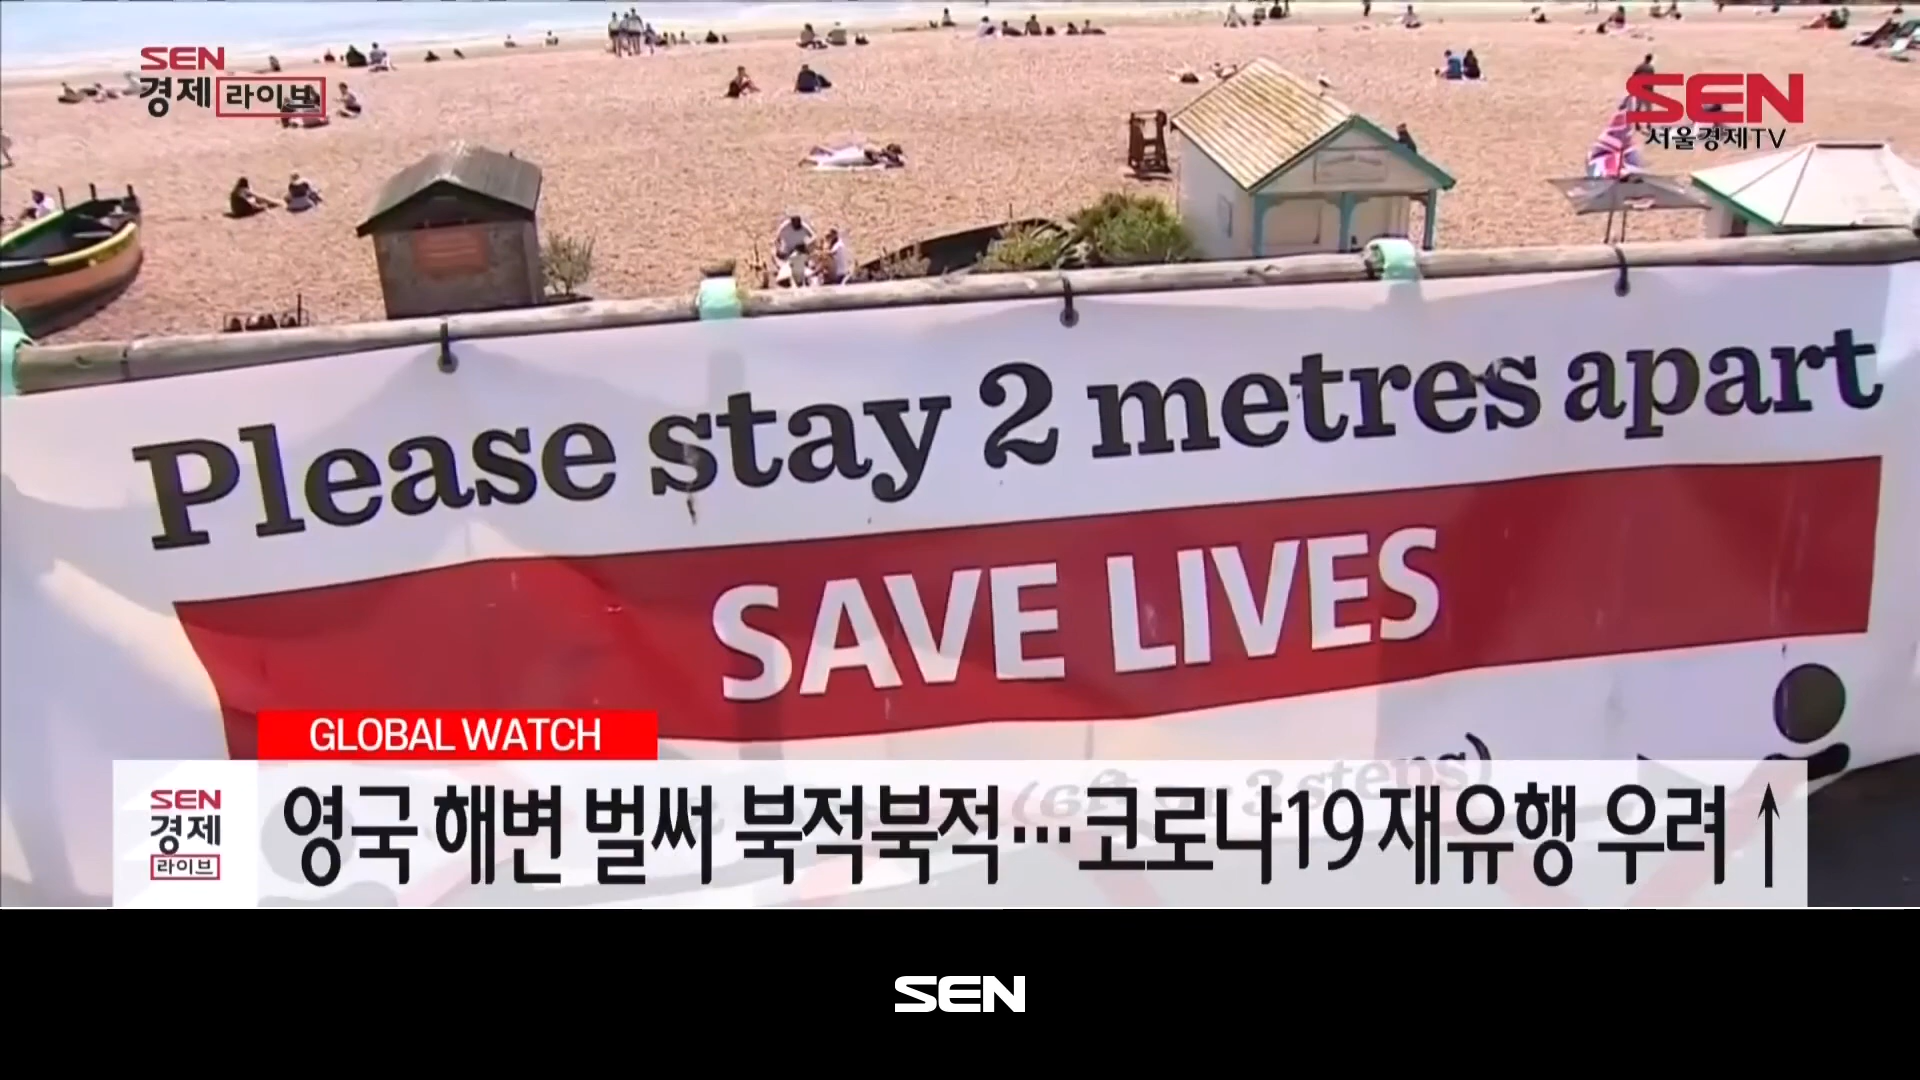 SEN
경제 라이브
SEN
서울경제TV
Please stay 2 metres apart
SAVE LIVES
3 steps)
GLOBAL WATCH
SEN
경제
라이브
영국 해변 벌써 북적북적…코로나19 재유행 우려↑
SEN